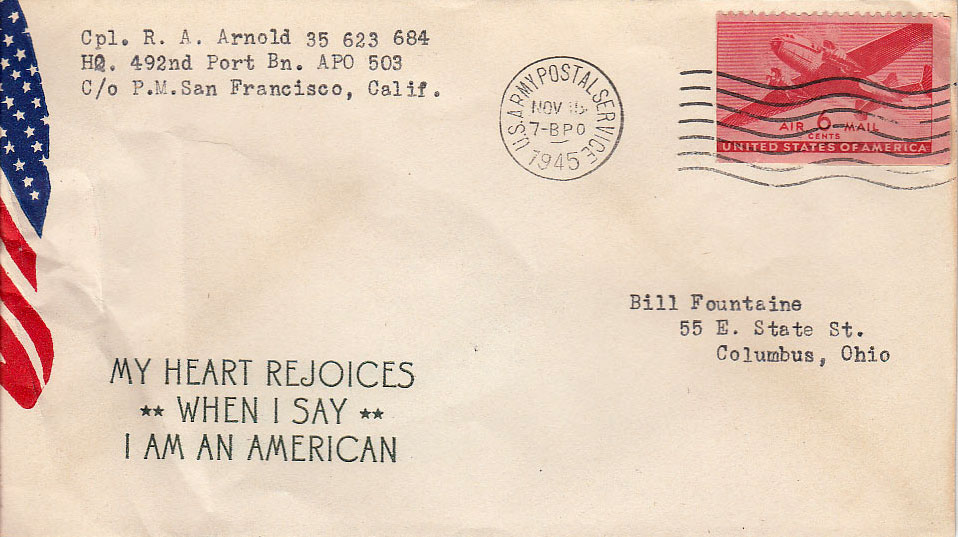 Cpl. R. A. Arnold 35 623 684
HQ. 492nd Port Bn. APO 503
C/o P.M.San Francisco, Calif.
U.S. ARMY POSTAL SERVICE
NOV
7-BPO
1945
AIR 6 MAIL
CENTS
UNITED STATES OF AMERICA
Bill Fountaine
55 E. State St.
Columbus, Ohio
MY HEART REJOICES
★★ WHEN I SAY ★★
I AM AN AMERICAN